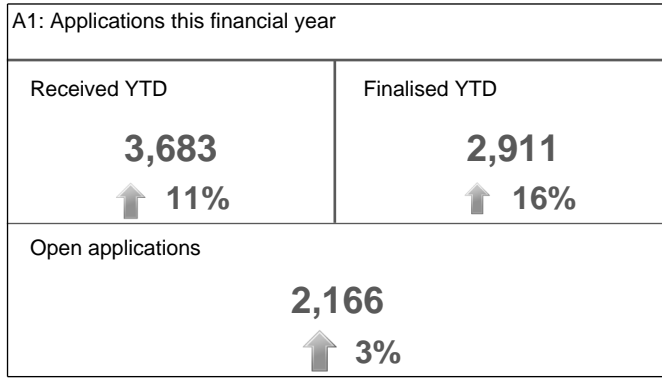 A1: Applications this financial year
Received YTD
3,683
11%
Finalised YTD
2,911
16%
Open applications
2,166
3%